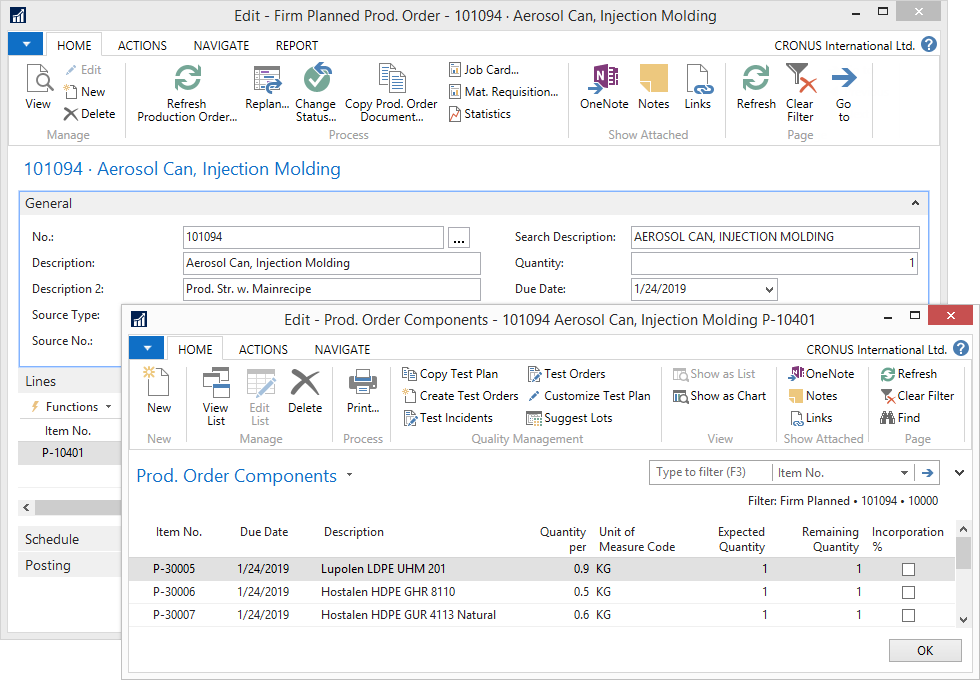 Edit - Firm Planned Prod. Order - 101094 · Aerosol Can, Injection Molding
HOME ACTIONS NAVIGATE REPORT CRONUS International Ltd. ?
View
Edit
New
Delete
Manage
Refresh Production Order...
Replan...
Change Status...
Copy Prod. Order Document...
Job Card...
Mat. Requisition...
Statistics
Process
OneNote
Notes
Links
Show Attached
Refresh
Clear Filter
Go to
Page
101094 · Aerosol Can, Injection Molding
General
No.: 101094 ...
Description: Aerosol Can, Injection Molding
Description 2: Prod. Str. w. Mainrecipe
Source Type:
Source No.:
Search Description: AEROSOL CAN, INJECTION MOLDING
Quantity: 1
Due Date: 1/24/2019
Lines
Functions
Item No.
P-10401
Schedule
Posting
Edit - Prod. Order Components - 101094 Aerosol Can, Injection Molding P-10401
HOME ACTIONS NAVIGATE CRONUS International Ltd. ?
New
New
View List
Edit List
Delete
Manage
Print...
Process
Copy Test Plan
Create Test Orders
Test Incidents
Test Orders
Customize Test Plan
Suggest Lots
Quality Management
Show as List
Show as Chart
View
OneNote
Notes
Links
Show Attached
Refresh
Clear Filter
Find
Page
Prod. Order Components
Type to filter (F3) Item No.
Filter: Firm Planned • 101094 • 10000
Item No. Due Date Description Quantity per Unit of Measure Code Expected Quantity Remaining Quantity Incorporation %
P-30005 1/24/2019 Lupolen LDPE UHM 201 0.9 KG 1 1
P-30006 1/24/2019 Hostalen HDPE GHR 8110 0.5 KG 1 1
P-30007 1/24/2019 Hostalen HDPE GUR 4113 Natural 0.6 KG 1 1
OK